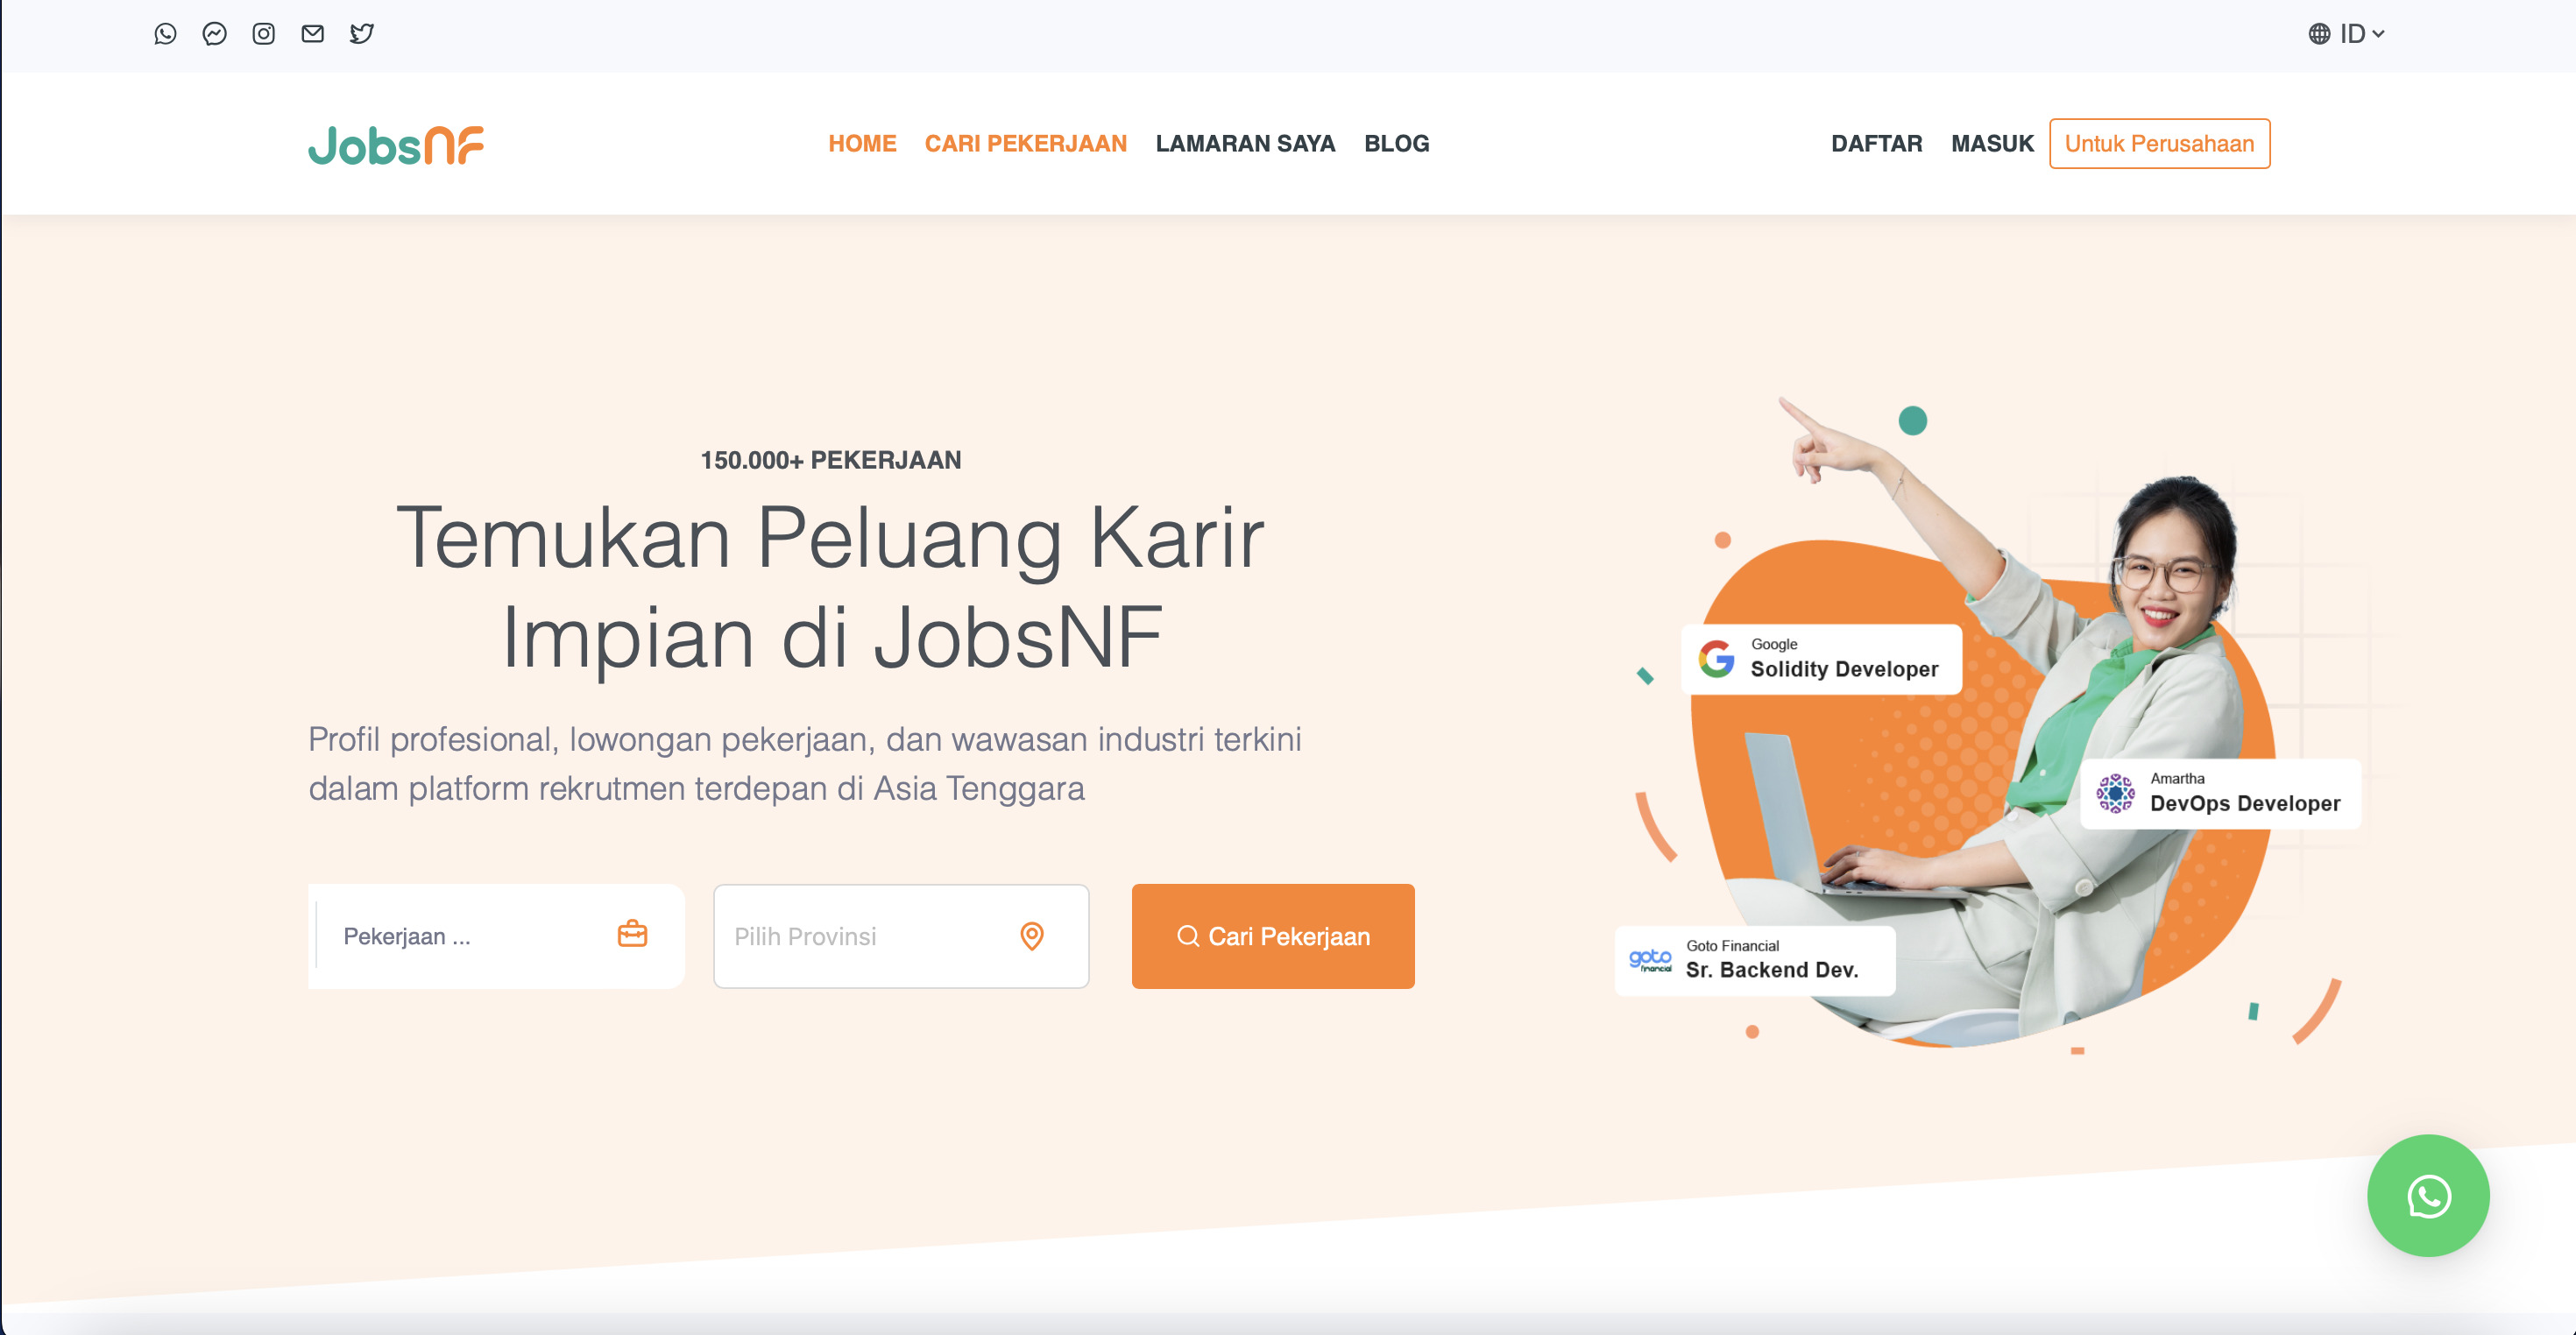 ID
JobsNF
HOME
CARI PEKERJAAN
LAMARAN SAYA
BLOG
DAFTAR
MASUK
Untuk Perusahaan
150.000+ PEKERJAAN
Temukan Peluang Karir
Impian di JobsNF
Profil profesional, lowongan pekerjaan, dan wawasan industri terkini
dalam platform rekrutmen terdepan di Asia Tenggara
Pekerjaan ...
Pilih Provinsi
Cari Pekerjaan
Google
Solidity Developer
Amartha
DevOps Developer
goto
financial
Goto Financial
Sr. Backend Dev.